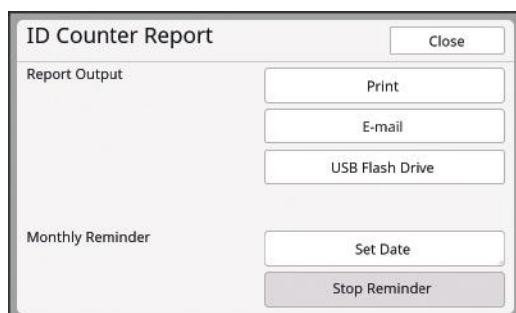 ID Counter Report
Close
Report Output
Print
E-mail
USB Flash Drive
Monthly Reminder
Set Date
Stop Reminder